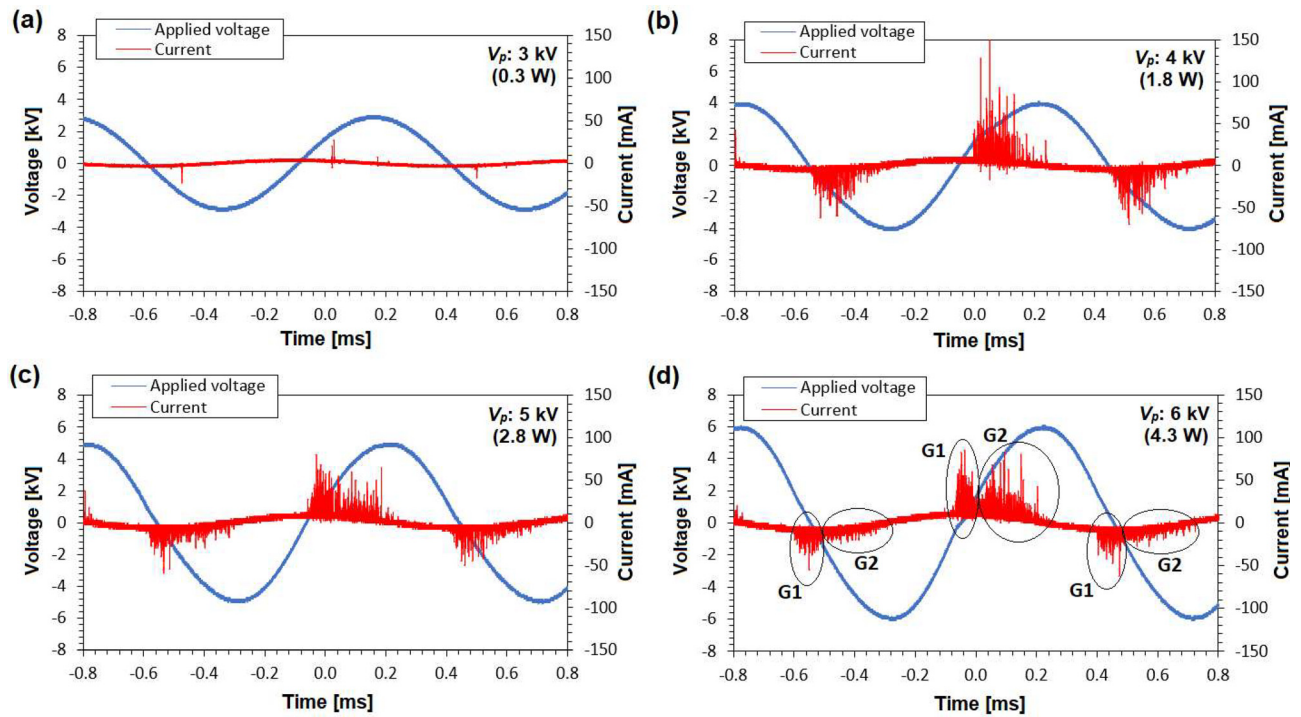 (a)
Applied voltage
Current
V_p: 3 kV
(0.3 W)
8
6
4
2
0
-2
-4
-6
-8
Voltage [kV]
150
100
50
0
-50
-100
-150
Current [mA]
-0.8 -0.6 -0.4 -0.2 0.0 0.2 0.4 0.6 0.8
Time [ms]
(b)
Applied voltage
Current
V_p: 4 kV
(1.8 W)
8
6
4
2
0
-2
-4
-6
-8
Voltage [kV]
150
100
50
0
-50
-100
-150
Current [mA]
-0.8 -0.6 -0.4 -0.2 0.0 0.2 0.4 0.6 0.8
Time [ms]
(c)
Applied voltage
Current
V_p: 5 kV
(2.8 W)
8
6
4
2
0
-2
-4
-6
-8
Voltage [kV]
150
100
50
0
-50
-100
-150
Current [mA]
-0.8 -0.6 -0.4 -0.2 0.0 0.2 0.4 0.6 0.8
Time [ms]
(d)
Applied voltage
Current
V_p: 6 kV
(4.3 W)
G1
G2
G1
G2
G1
G2
8
6
4
2
0
-2
-4
-6
-8
Voltage [kV]
150
100
50
0
-50
-100
-150
Current [mA]
-0.8 -0.6 -0.4 -0.2 0.0 0.2 0.4 0.6 0.8
Time [ms]